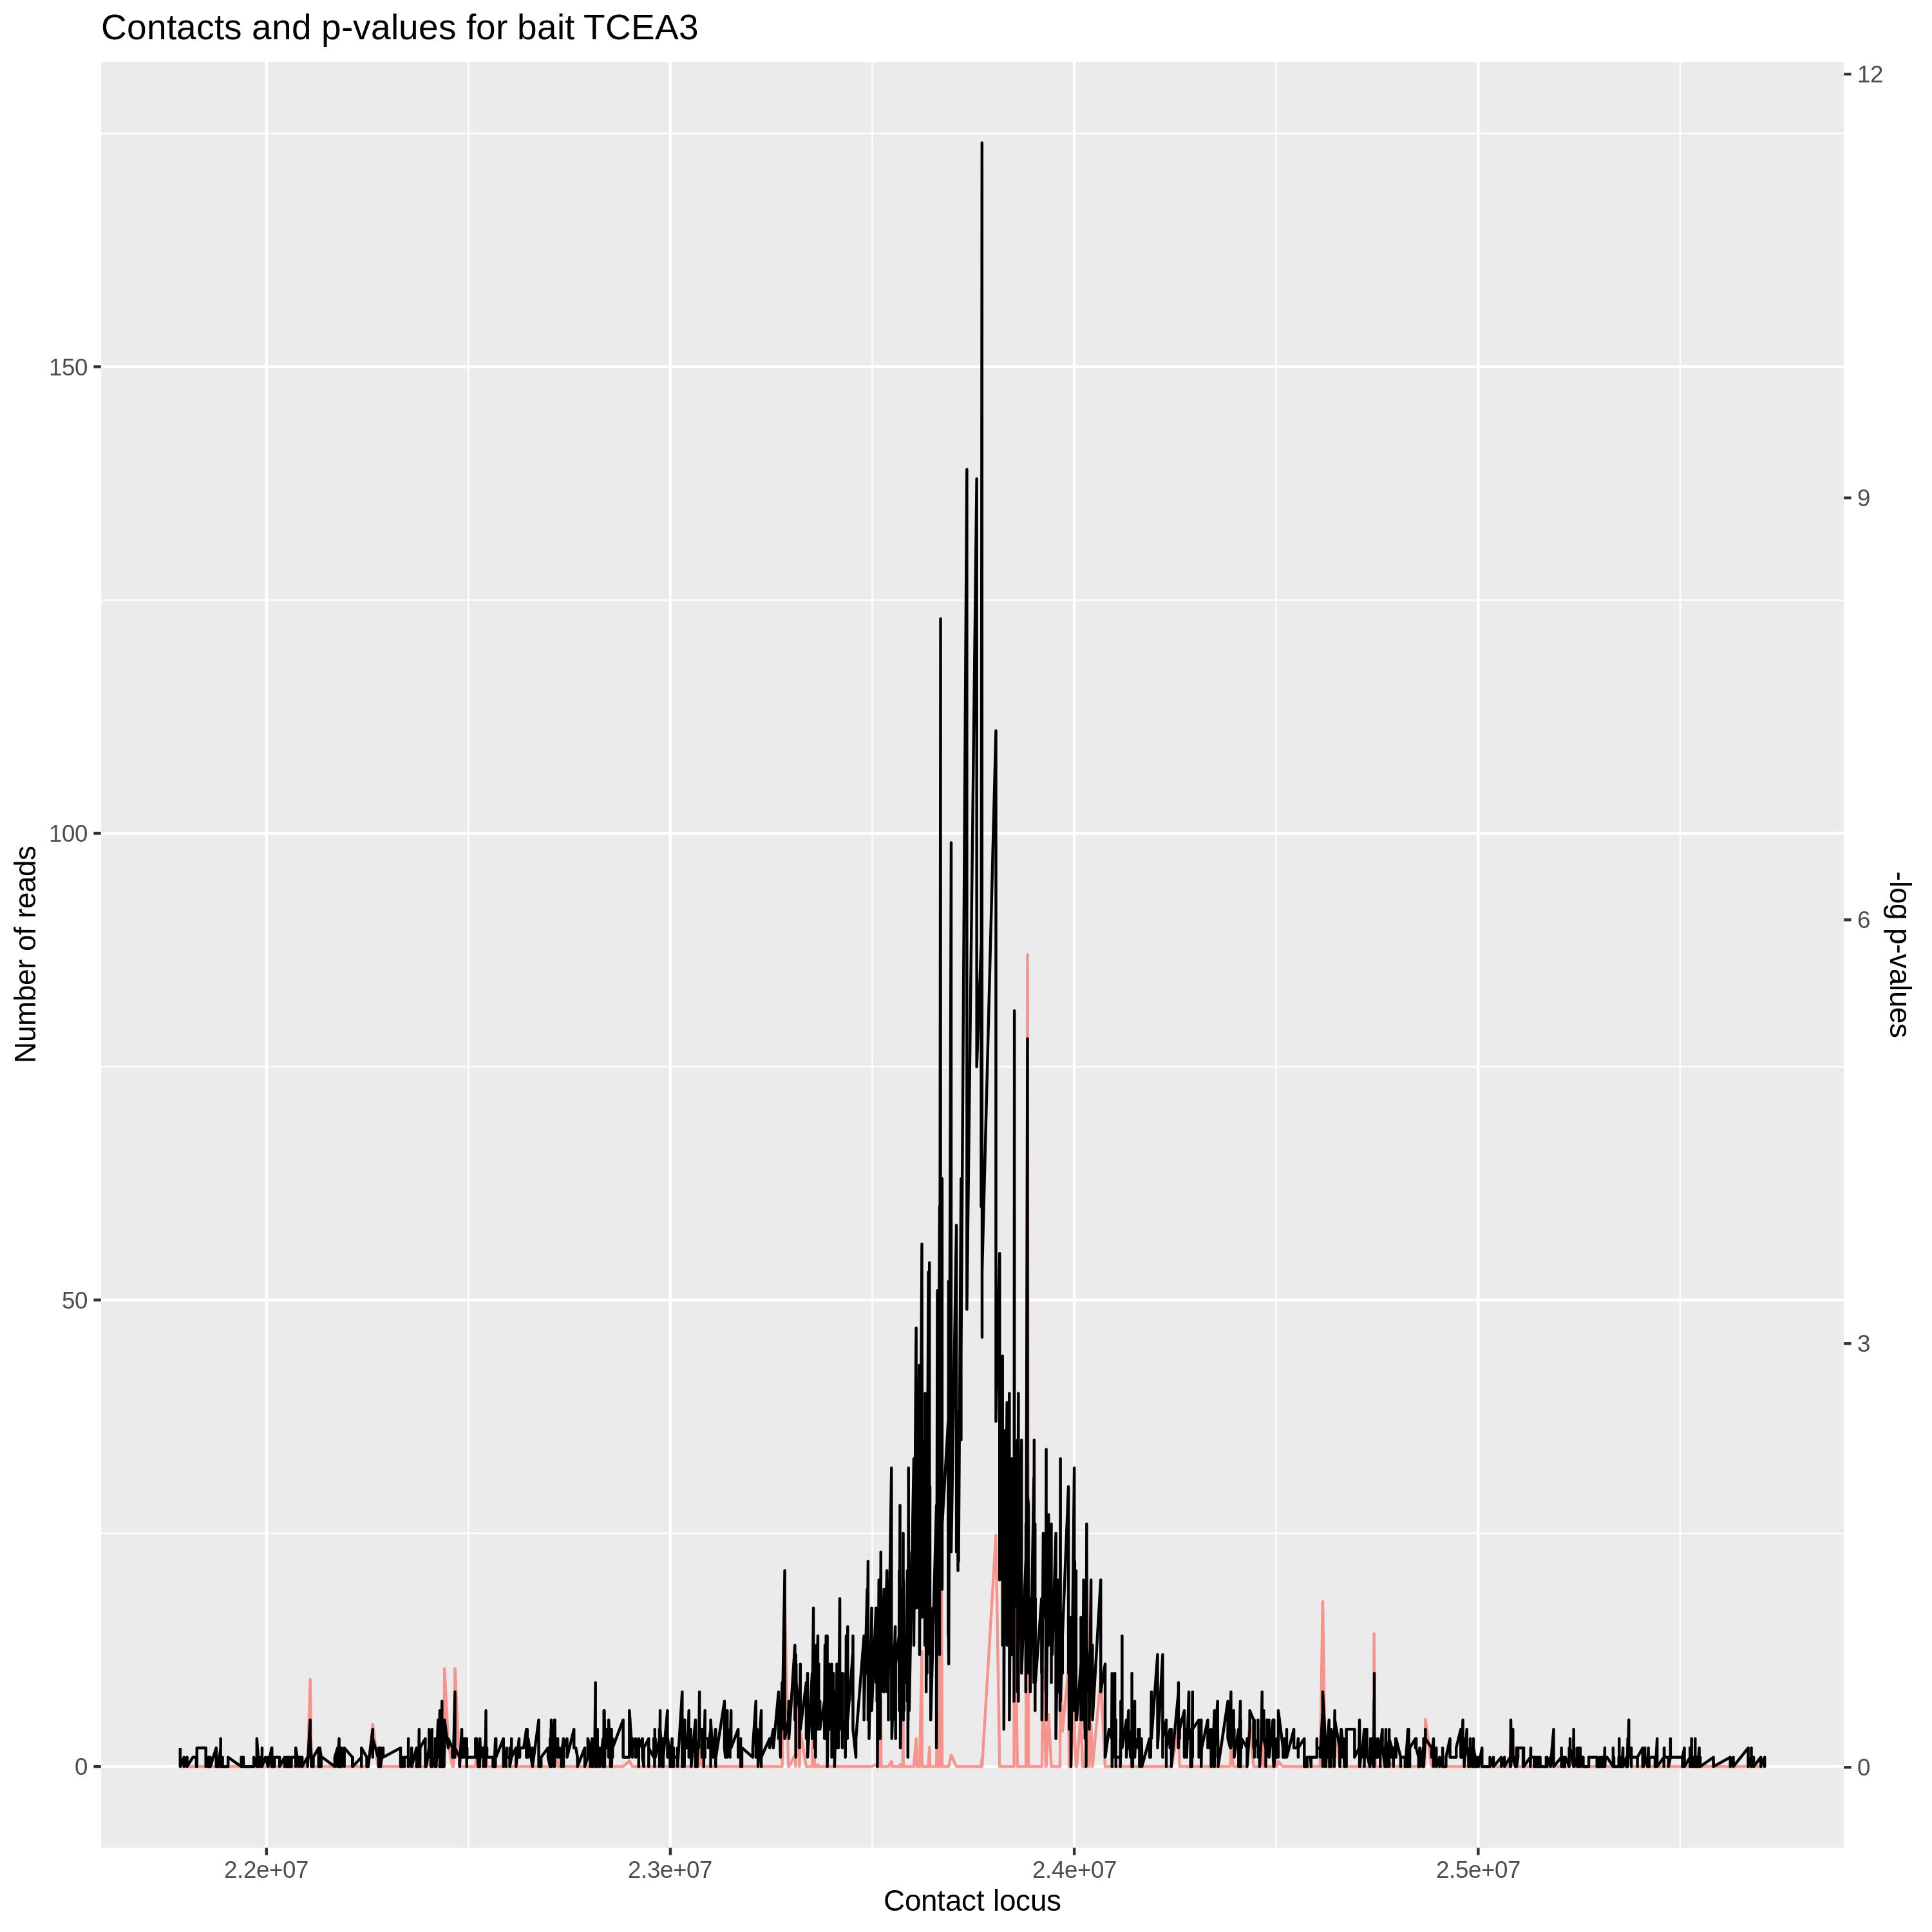 Contacts and p-values for bait TCEA3
12
150
9
100
6
Number of reads
-log p-values
50
3
0
0
2.2e+07
2.3e+07
2.4e+07
2.5e+07
Contact locus